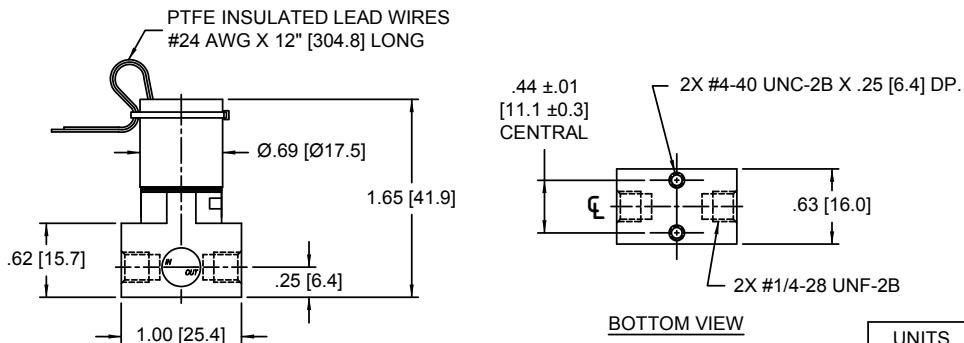 PTFE INSULATED LEAD WIRES
#24 AWG X 12" [304.8] LONG
Ø.69 [Ø17.5]
1.65 [41.9]
.62 [15.7]
IN
OUT
.25 [6.4]
1.00 [25.4]
.44 ±.01
[11.1 ±0.3]
CENTRAL
2X #4-40 UNC-2B X .25 [6.4] DP.
℄
.63 [16.0]
2X #1/4-28 UNF-2B
BOTTOM VIEW
UNITS